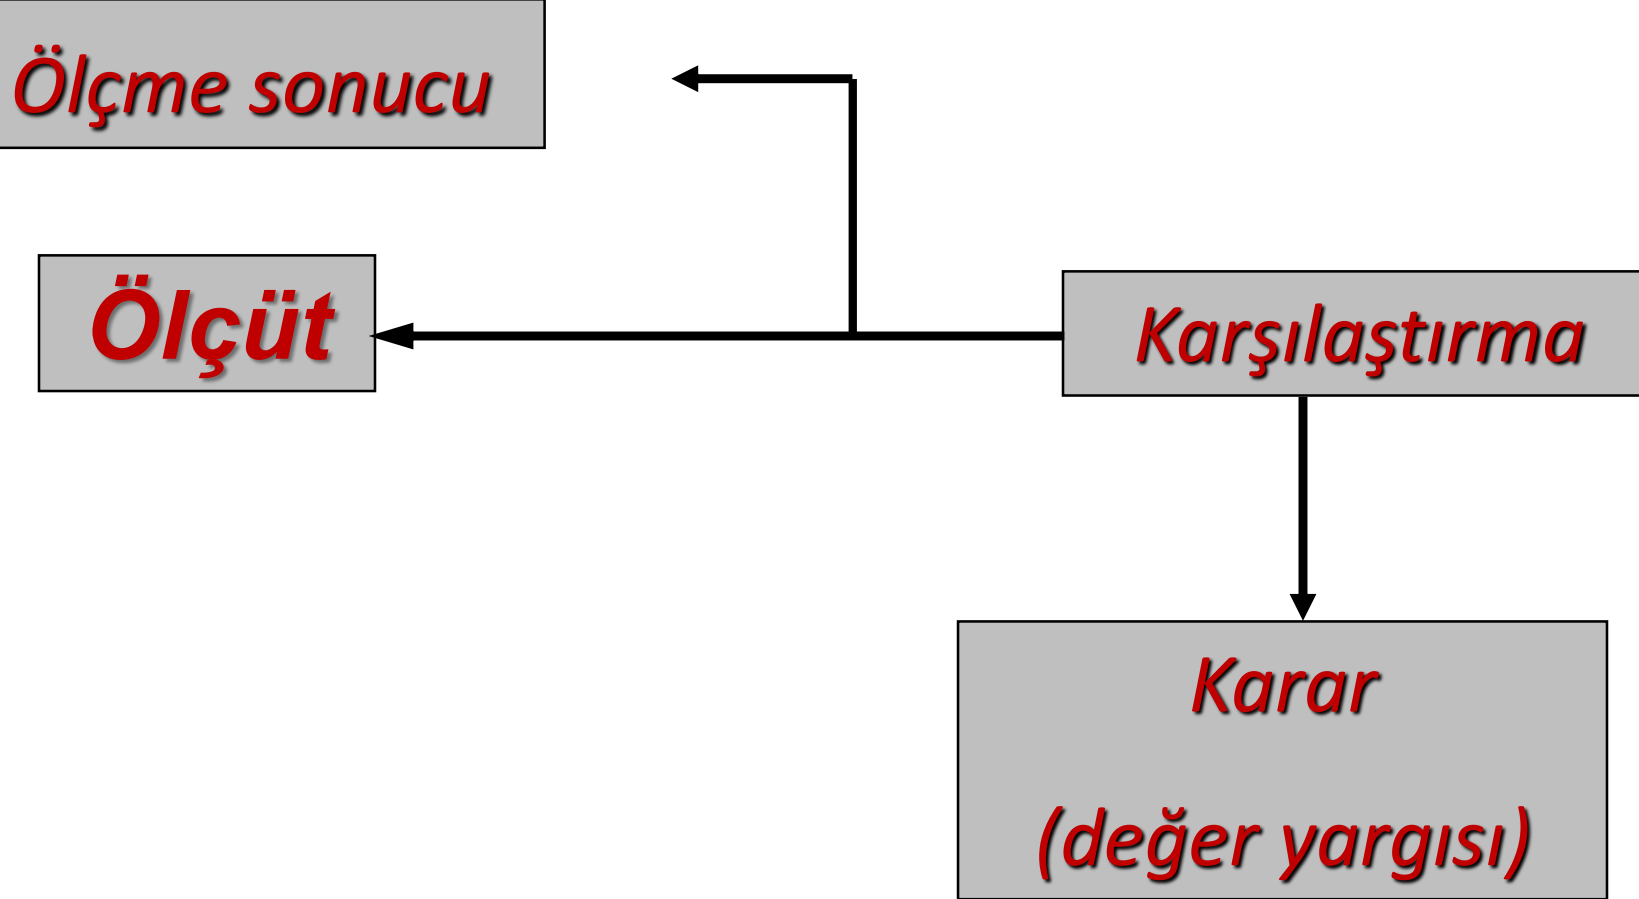 Ölçme sonucu
Ölçüt
Karşılaştırma
Karar
(değer yargısı)